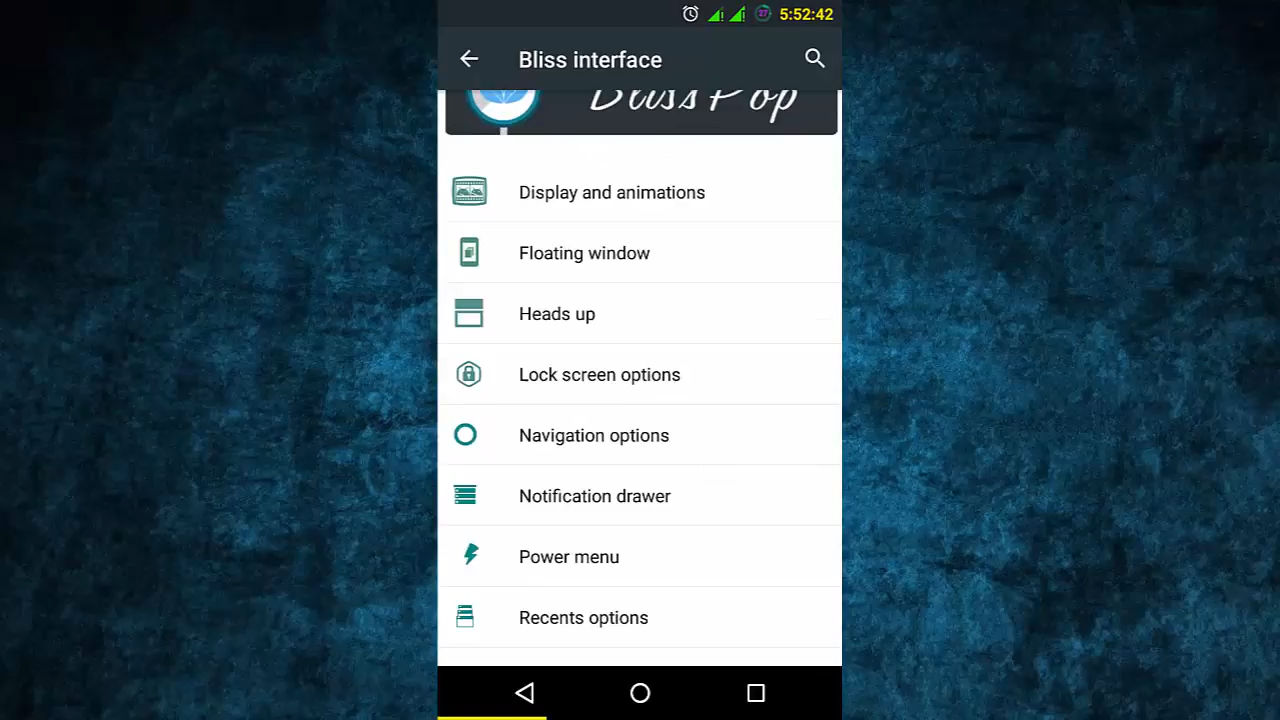 27 5:52:42
Bliss interface
Bliss Pop
Display and animations
Floating window
Heads up
Lock screen options
Navigation options
Notification drawer
Power menu
Recents options